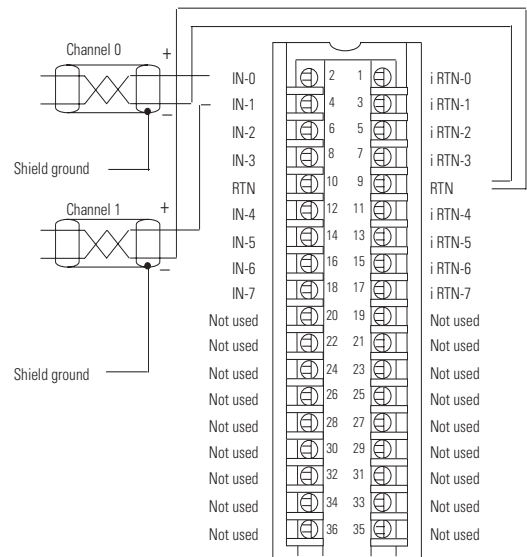 Channel 0
+
–
Shield ground
Channel 1
+
–
Shield ground
IN-0 2 1 i RTN-0
IN-1 4 3 i RTN-1
IN-2 6 5 i RTN-2
IN-3 8 7 i RTN-3
RTN 10 9 RTN
IN-4 12 11 i RTN-4
IN-5 14 13 i RTN-5
IN-6 16 15 i RTN-6
IN-7 18 17 i RTN-7
Not used 20 19 Not used
Not used 22 21 Not used
Not used 24 23 Not used
Not used 26 25 Not used
Not used 28 27 Not used
Not used 30 29 Not used
Not used 32 31 Not used
Not used 34 33 Not used
Not used 36 35 Not used